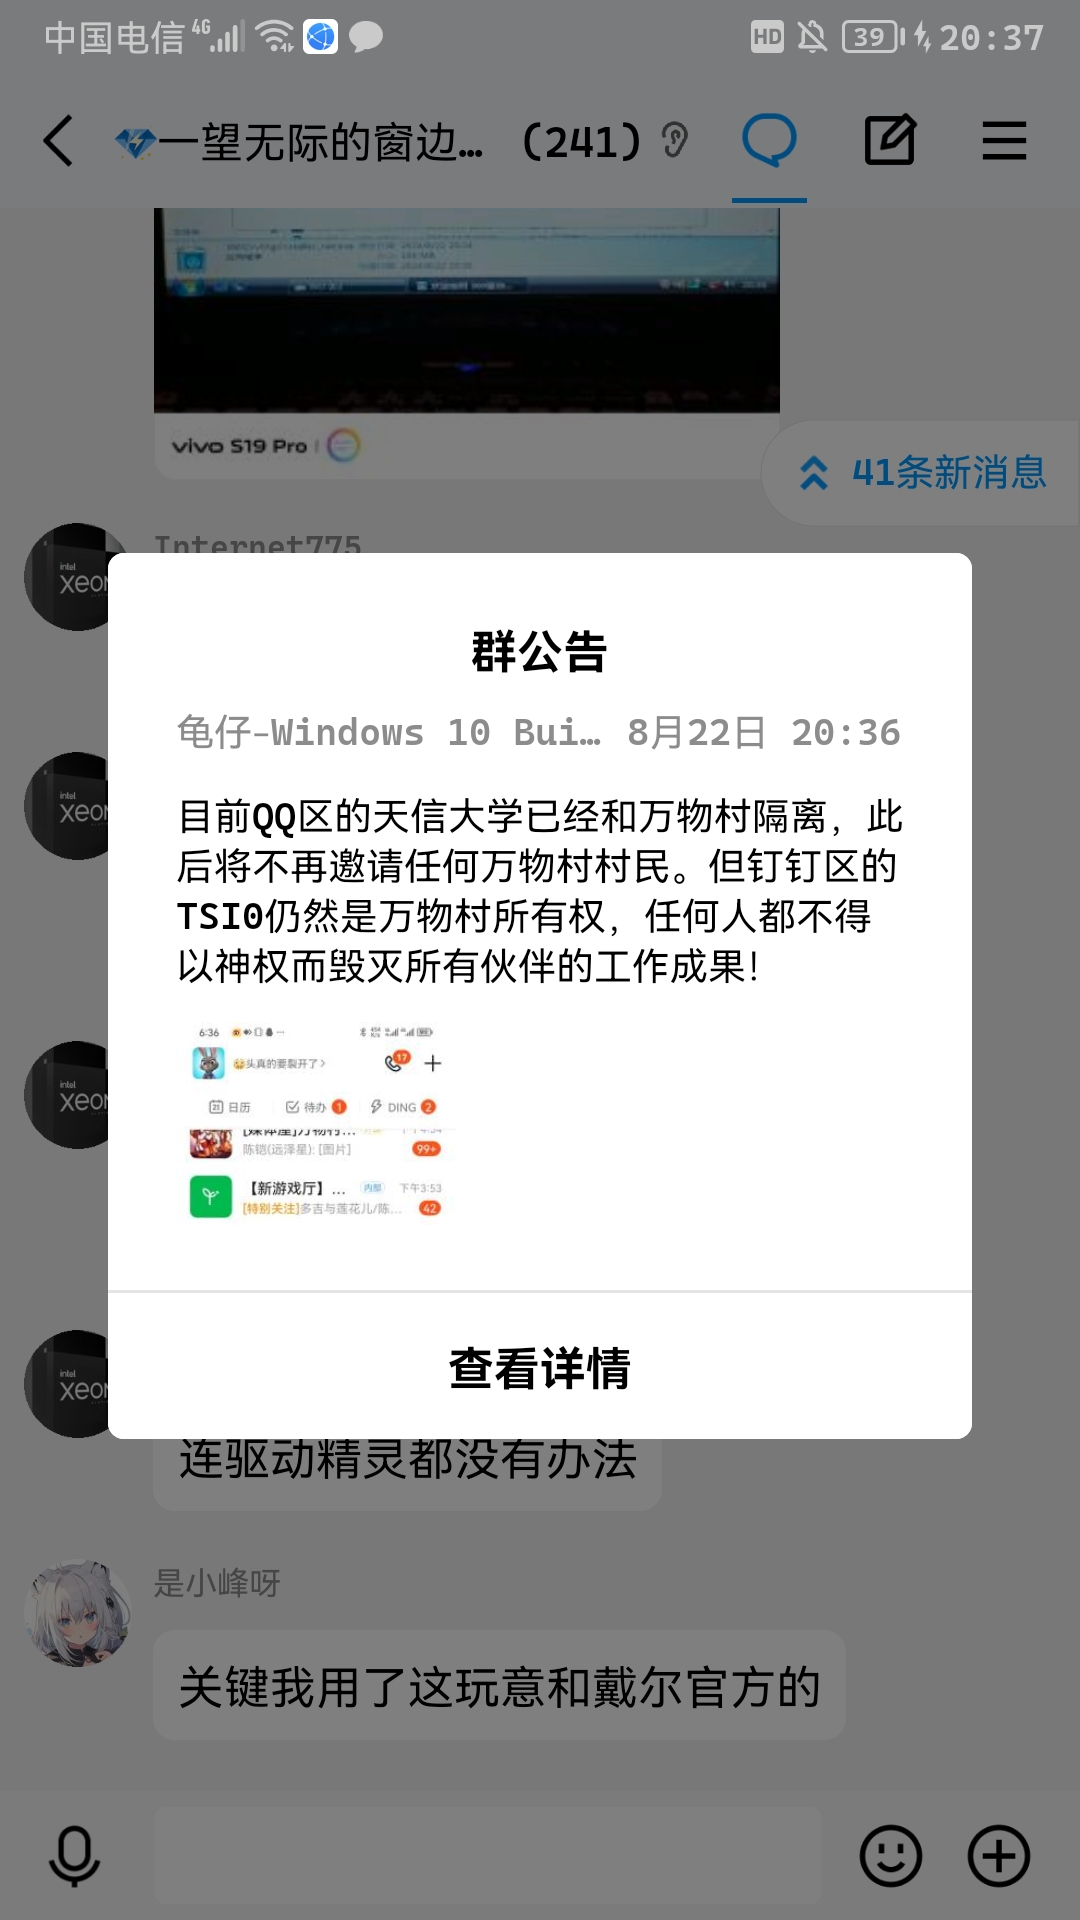 中国电信 4G HD 39 20:37
一望无际的窗边... (241)
vivo S19 Pro
41条新消息
Internet775
intel
XEON
群公告
龟仔-Windows 10 Bui… 8月22日 20:36
目前QQ区的天信大学已经和万物村隔离，此
后将不再邀请任何万物村村民。但钉钉区的
TSI0仍然是万物村所有权，任何人都不得
以神权而毁灭所有伙伴的工作成果！
6:36
头真的要裂开了> 17
日历 待办 1 DING 2
陈铠(远泽星): [图片] 99+
【新游戏厅】... 内部 下午3:53
[特别关注]多吉与莲花儿/陈... 42
查看详情
连驱动精灵都没有办法
是小峰呀
关键我用了这玩意和戴尔官方的